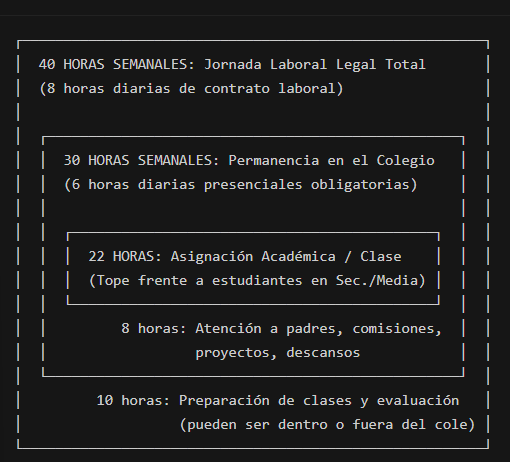 40 HORAS SEMANALES: Jornada Laboral Legal Total
(8 horas diarias de contrato laboral)
30 HORAS SEMANALES: Permanencia en el Colegio
(6 horas diarias presenciales obligatorias)
22 HORAS: Asignación Académica / Clase
(Tope frente a estudiantes en Sec./Media)
8 horas: Atención a padres, comisiones,
proyectos, descansos
10 horas: Preparación de clases y evaluación
(pueden ser dentro o fuera del cole)